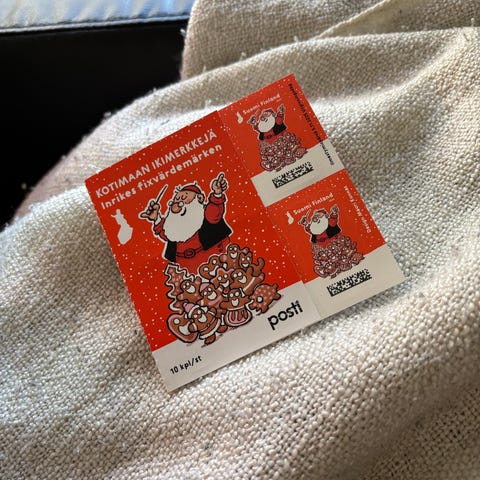 KOTIMAAN IKIMERKKEJÄ
Inrikes fixvärdemärken
posti
10 kpl/st
Suomi Finland
Suomi Finland